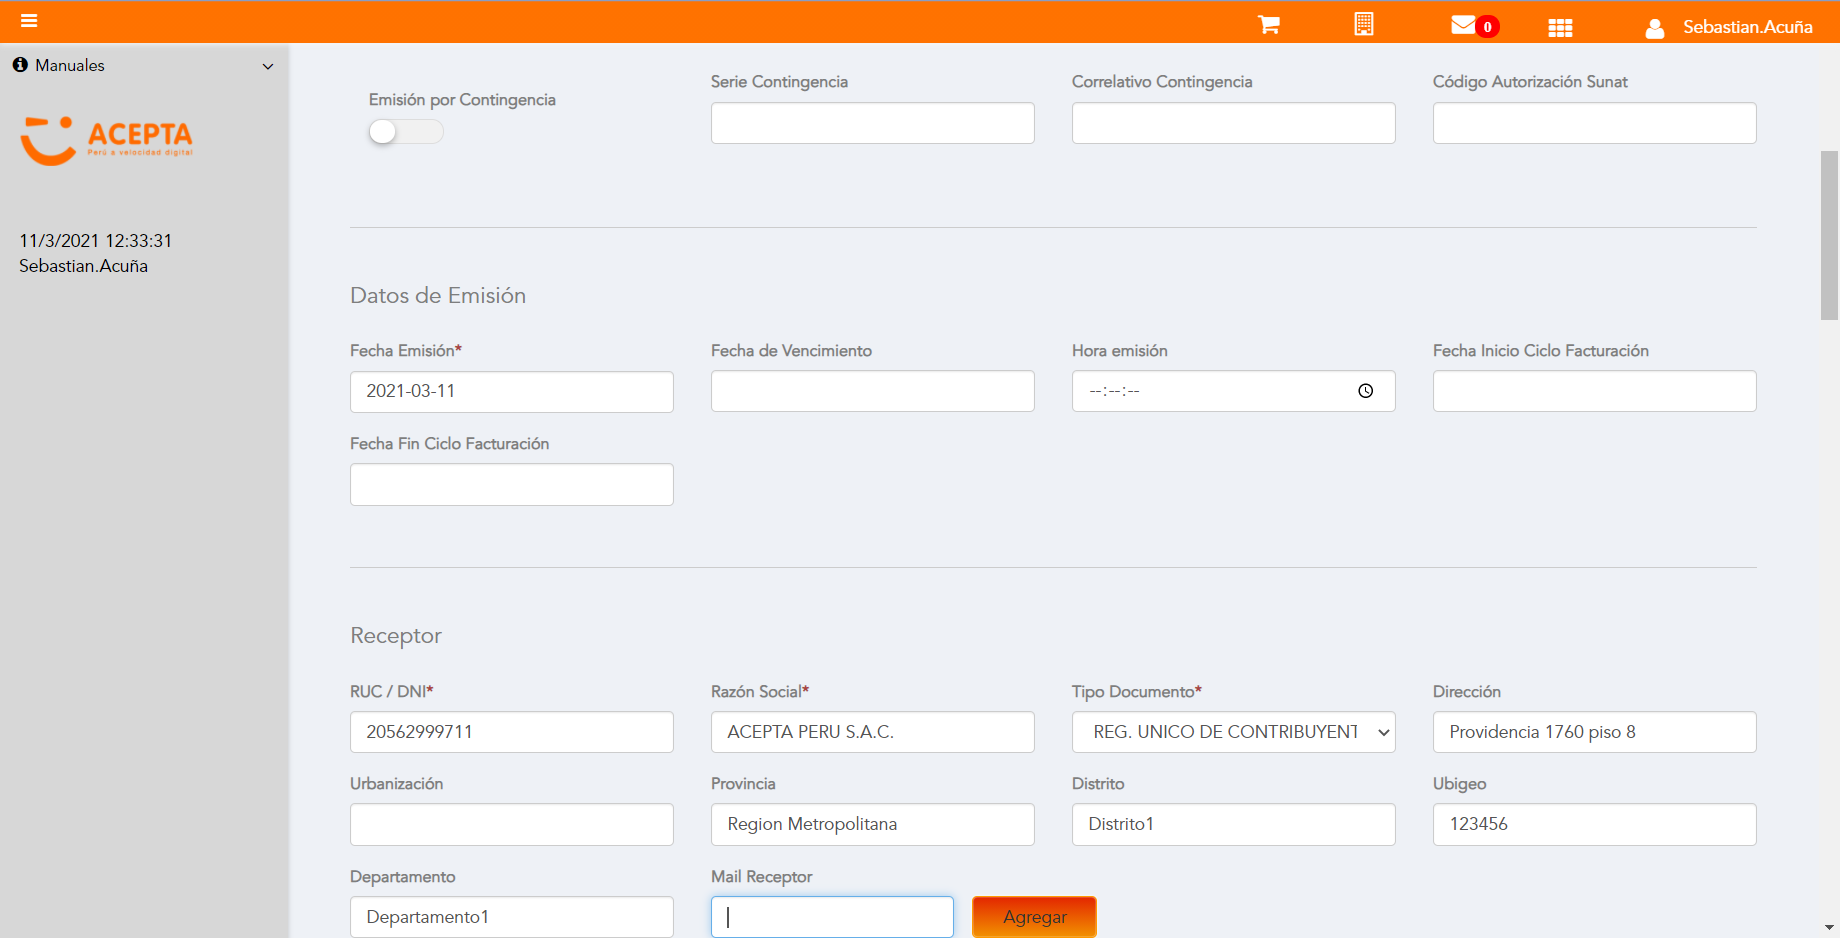 0
Sebastian.Acuña
Manuales
ACEPTA
Perú a velocidad digital
11/3/2021 12:33:31
Sebastian.Acuña
Emisión por Contingencia
Serie Contingencia
Correlativo Contingencia
Código Autorización Sunat
Datos de Emisión
Fecha Emisión*
Fecha de Vencimiento
Hora emisión
Fecha Inicio Ciclo Facturación
2021-03-11
--:--:--
Fecha Fin Ciclo Facturación
Receptor
RUC / DNI*
Razón Social*
Tipo Documento*
Dirección
20562999711
ACEPTA PERU S.A.C.
REG. UNICO DE CONTRIBUYENT
Providencia 1760 piso 8
Urbanización
Provincia
Distrito
Ubigeo
Region Metropolitana
Distrito1
123456
Departamento
Mail Receptor
Departamento1
Agregar